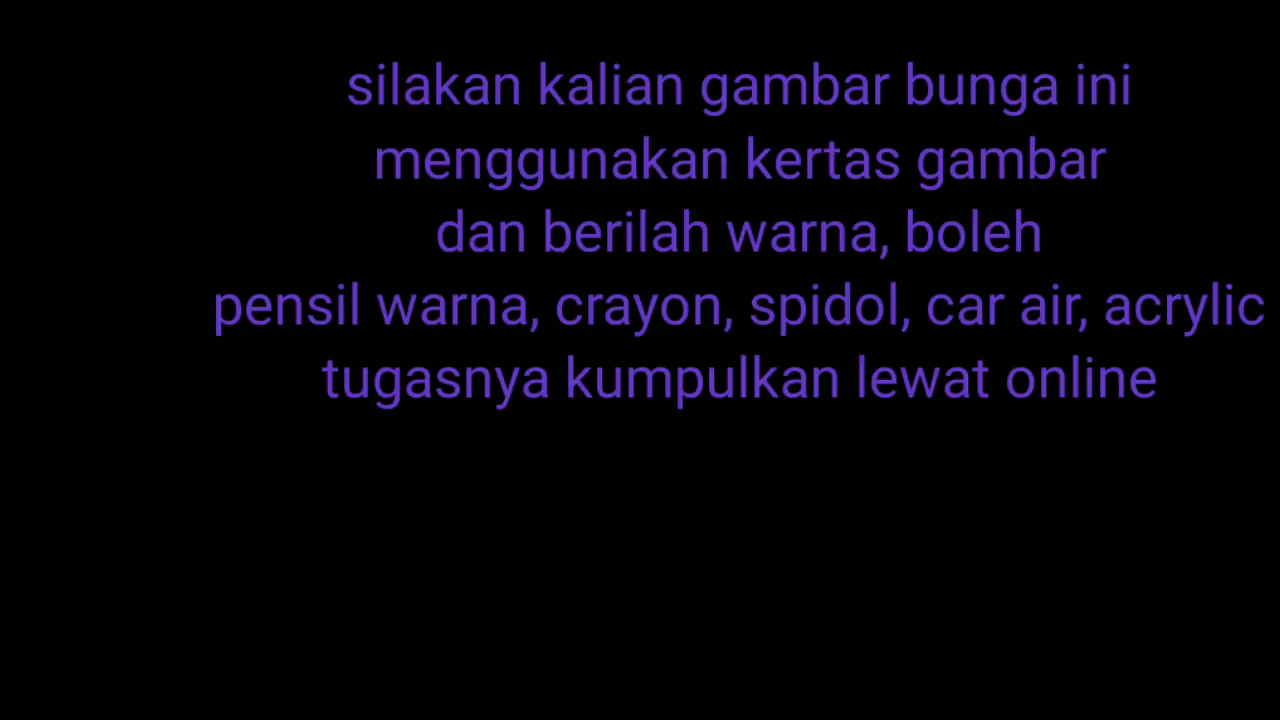 silakan kalian gambar bunga ini
menggunakan kertas gambar
dan berilah warna, boleh
pensil warna, crayon, spidol, car air, acrylic
tugasnya kumpulkan lewat online